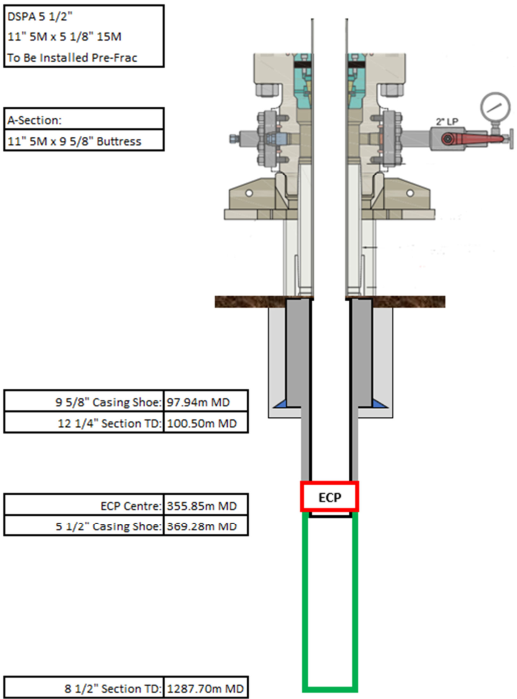 DSPA 5 1/2"
11" 5M x 5 1/8" 15M
To Be Installed Pre-Frac
A-Section:
11" 5M x 9 5/8" Buttress
2" LP
9 5/8" Casing Shoe: 97.94m MD
12 1/4" Section TD: 100.50m MD
ECP
ECP Centre: 355.85m MD
5 1/2" Casing Shoe: 369.28m MD
8 1/2" Section TD: 1287.70m MD